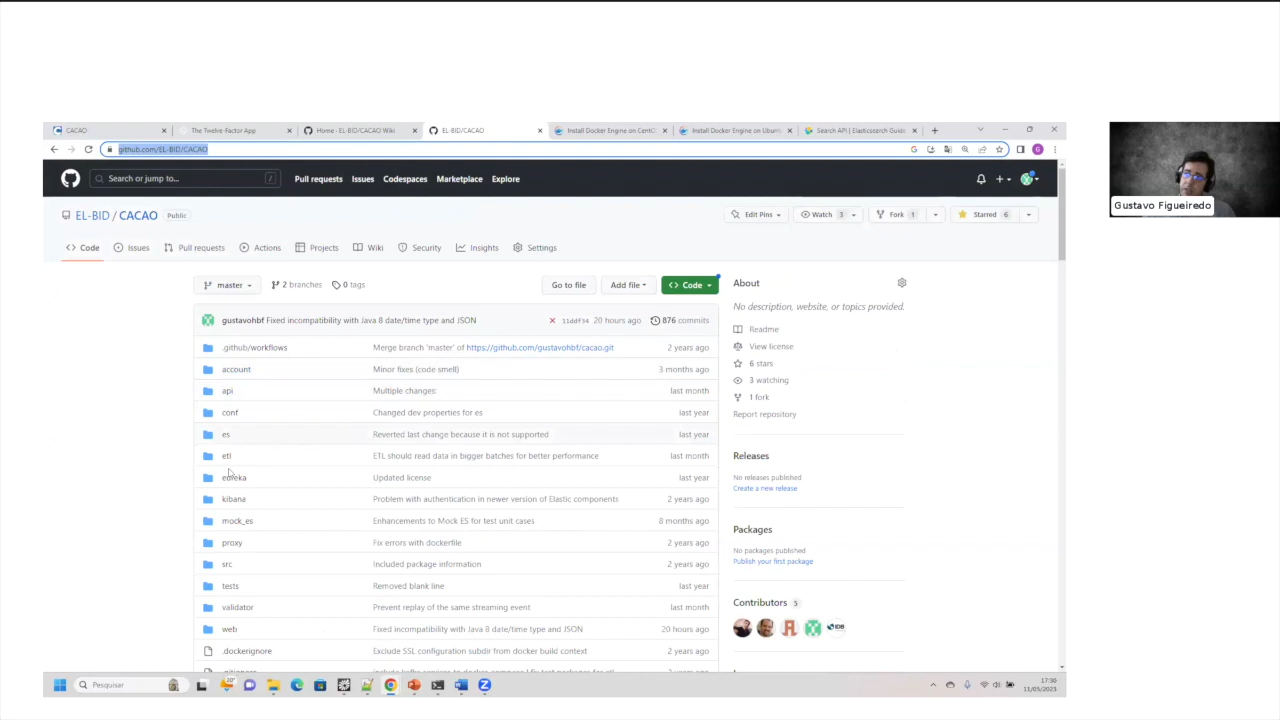 CACAO
The Twelve-Factor App
Home · EL-BID/CACAO Wiki
EL-BID/CACAO
Install Docker Engine on CentO
Install Docker Engine on Ubuntu
Search API | Elasticsearch Guide
github.com/EL-BID/CACAO
G
G
Search or jump to...
/
Pull requests
Issues
Codespaces
Marketplace
Explore
Gustavo Figueiredo
EL-BID / CACAO
Public
Edit Pins
Watch 3
Fork 1
Starred 6
Code
Issues
Pull requests
Actions
Projects
Wiki
Security
Insights
Settings
master
2 branches
0 tags
Go to file
Add file
Code
About
No description, website, or topics provided.
gustavohbf Fixed incompatibility with Java 8 date/time type and JSON
11ddf34 20 hours ago
876 commits
.github/workflows Merge branch 'master' of https://github.com/gustavohbf/cacao.git 2 years ago
account Minor fixes (code smell) 3 months ago
api Multiple changes: last month
conf Changed dev properties for es last year
es Reverted last change because it is not supported last year
etl ETL should read data in bigger batches for better performance last month
eureka Updated license last year
kibana Problem with authentication in newer version of Elastic components 2 years ago
mock_es Enhancements to Mock ES for test unit cases 8 months ago
proxy Fix errors with dockerfile 2 years ago
src Included package information 2 years ago
tests Removed blank line last year
validator Prevent replay of the same streaming event last month
web Fixed incompatibility with Java 8 date/time type and JSON 20 hours ago
.dockerignore Exclude SSL configuration subdir from docker build context 2 years ago
Readme
View license
6 stars
3 watching
1 fork
Report repository
Releases
No releases published
Create a new release
Packages
No packages published
Publish your first package
Contributors 5
IDB
Pesquisar
20°
17:36
11/05/2023